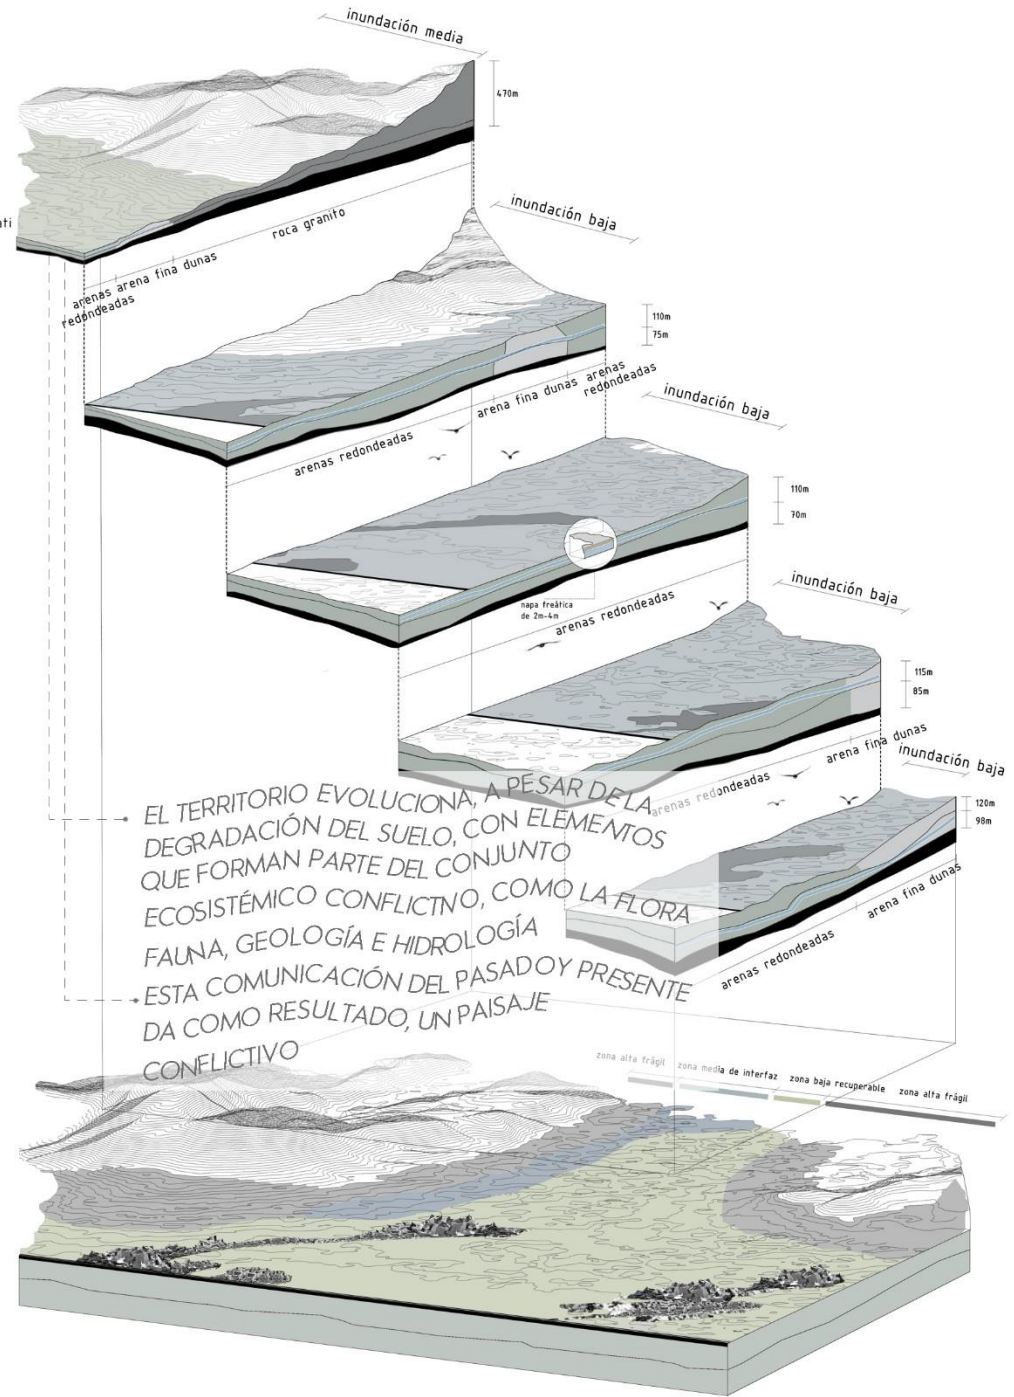 inundación media
470m
ati
roca granito
arenas arena fina dunas
redondeadas
inundación baja
110m
75m
arena fina dunas arenas
redondeadas
arenas redondeadas
inundación baja
110m
70m
napa freática
de 2m-4m
arenas redondeadas
inundación baja
115m
85m
arena fina dunas
arenas redondeadas
inundación baja
120m
98m
arena fina dunas
arenas redondeadas
EL TERRITORIO EVOLUCIONA, A PESAR DE LA
DEGRADACIÓN DEL SUELO, CON ELEMENTOS
QUE FORMAN PARTE DEL CONJUNTO
ECOSISTÉMICO CONFLICTNO, COMO LA FLORA
FAUNA, GEOLOGÍA E HIDROLOGÍA
ESTA COMUNICACIÓN DEL PASADO Y PRESENTE
DA COMO RESULTADO, UN PAISAJE
CONFLICTIVO
zona alta frágil zona media de interfaz zona baja recuperable zona alta frágil